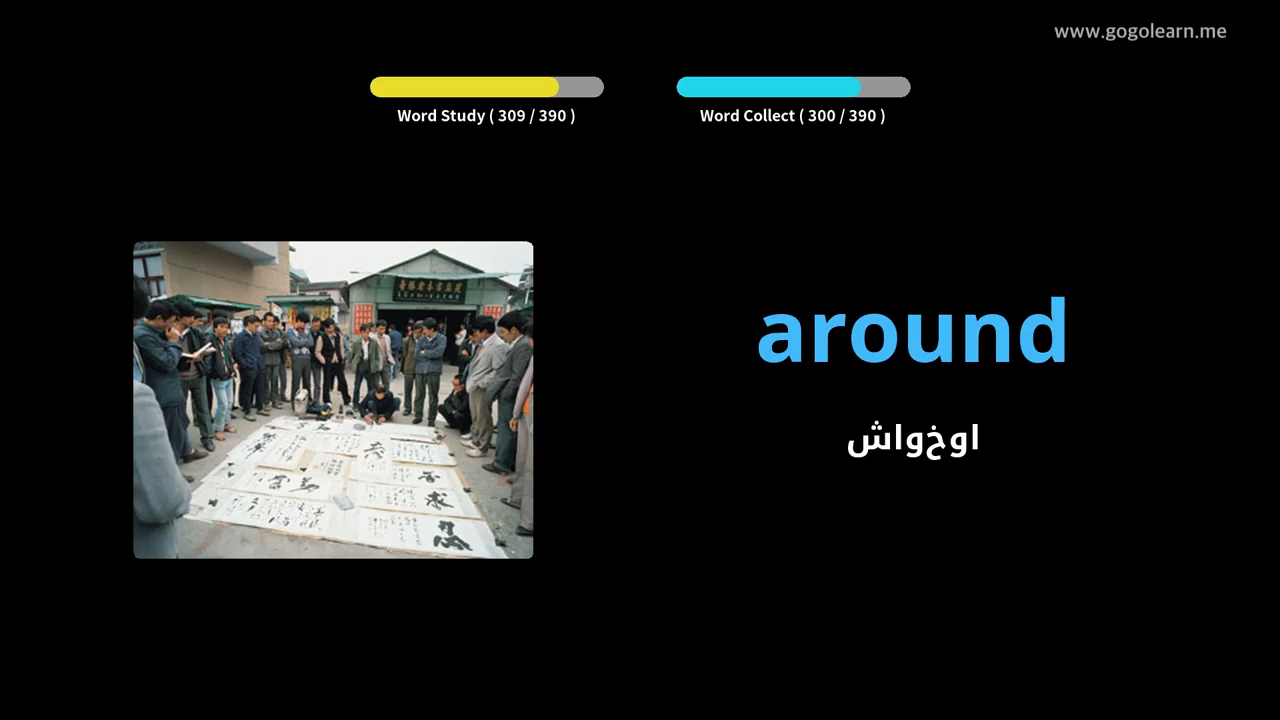 www.gogolearn.me
Word Study ( 309 / 390 )
Word Collect ( 300 / 390 )
around
اوخواش